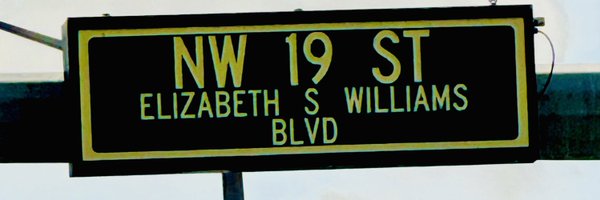 NW 19 ST
ELIZABETH S WILLIAMS
BLVD